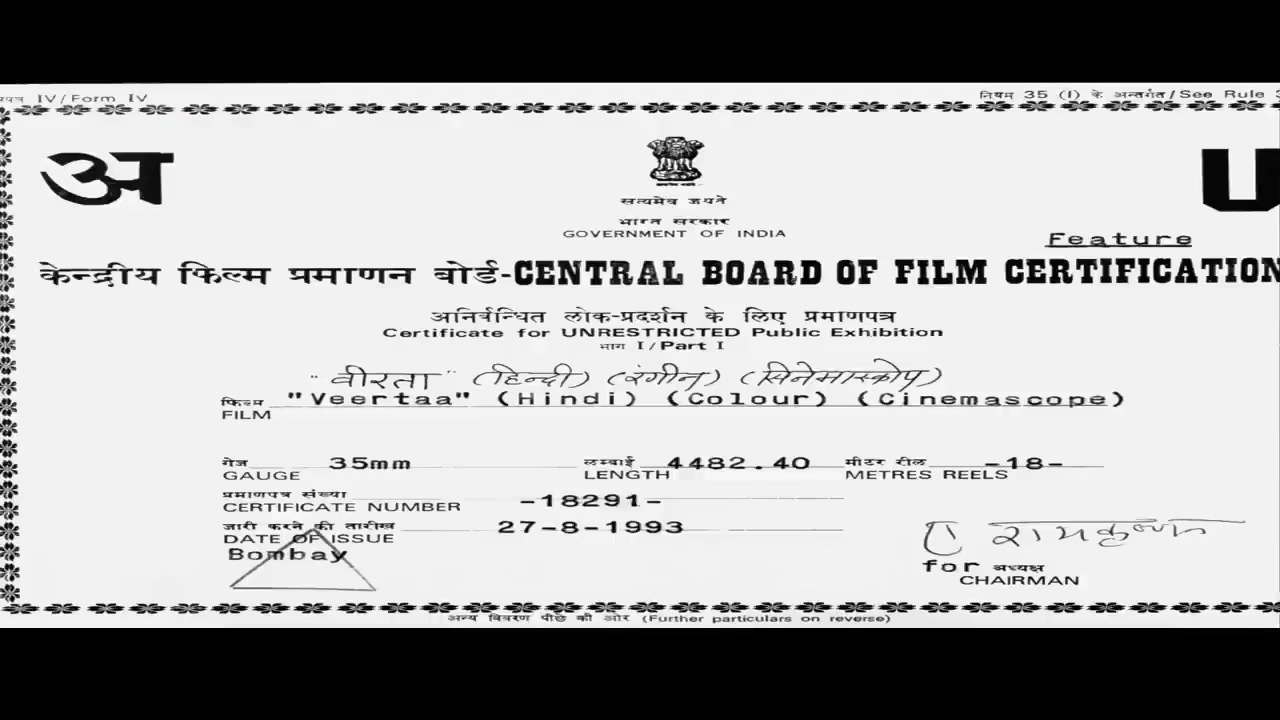 IV/Form IV
नियम 35 (I) के अन्तर्गत/See Rule
अ
U
सत्यमेव जयते
भारत सरकार
GOVERNMENT OF INDIA
Feature
केन्द्रीय फिल्म प्रमाणन बोर्ड-CENTRAL BOARD OF FILM CERTIFICATION
अनिर्बन्धित लोक-प्रदर्शन के लिए प्रमाणपत्र
Certificate for UNRESTRICTED Public Exhibition
भाग I/Part I
"वीरता" (हिन्दी) (रंगीन) (सिनेमास्कोप)
फिल्म "Veertaa" (Hindi) (Colour) (Cinemascope)
FILM
गेज 35mm लम्बाई 4482.40 मीटर रील -18-
GAUGE LENGTH METRES REELS
प्रमाणपत्र संख्या -18291-
CERTIFICATE NUMBER
जारी करने की तारीख 27-8-1993
DATE OF ISSUE
Bombay
ए रामकृष्णन
for अध्यक्ष
CHAIRMAN
अन्य विवरण पीछे की ओर (Further particulars on reverse)